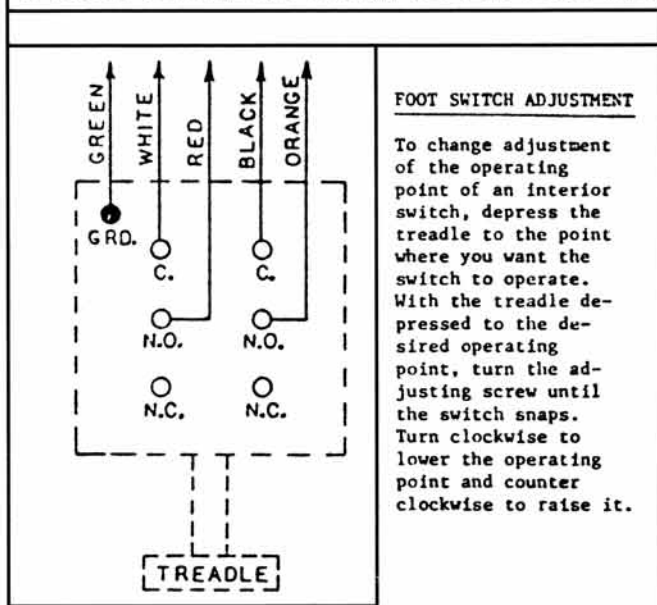 GREEN
WHITE
RED
BLACK
ORANGE
GRD.
C.
C.
N.O.
N.O.
N.C.
N.C.
TREADLE
FOOT SWITCH ADJUSTMENT
To change adjustment
of the operating
point of an interior
switch, depress the
treadle to the point
where you want the
switch to operate.
With the treadle de-
pressed to the de-
sired operating
point, turn the ad-
justing screw until
the switch snaps.
Turn clockwise to
lower the operating
point and counter
clockwise to raise it.